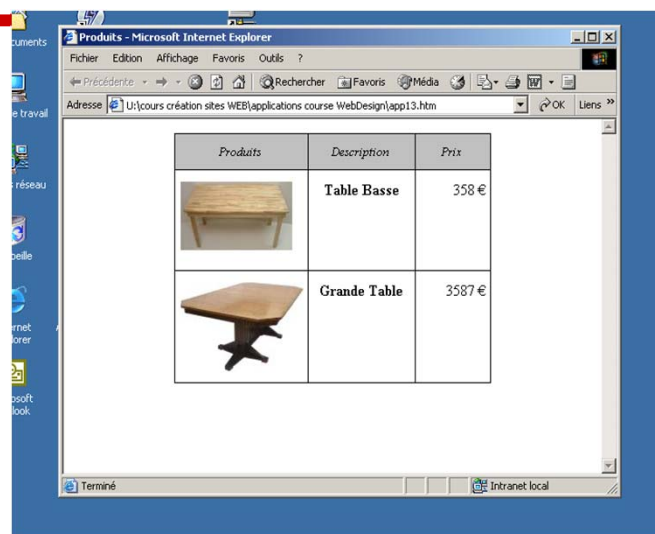 Produits - Microsoft Internet Explorer
Fichier Edition Affichage Favoris Outils ?
Précédente Rechercher Favoris Média
Adresse U:\cours création sites WEB\applications course WebDesign\app13.htm OK Liens »
Produits Description Prix
Table Basse 358 €
Grande Table 3587 €
Terminé Intranet local
cuments
e travail
réseau
beille
rnet
lorer
osoft
look